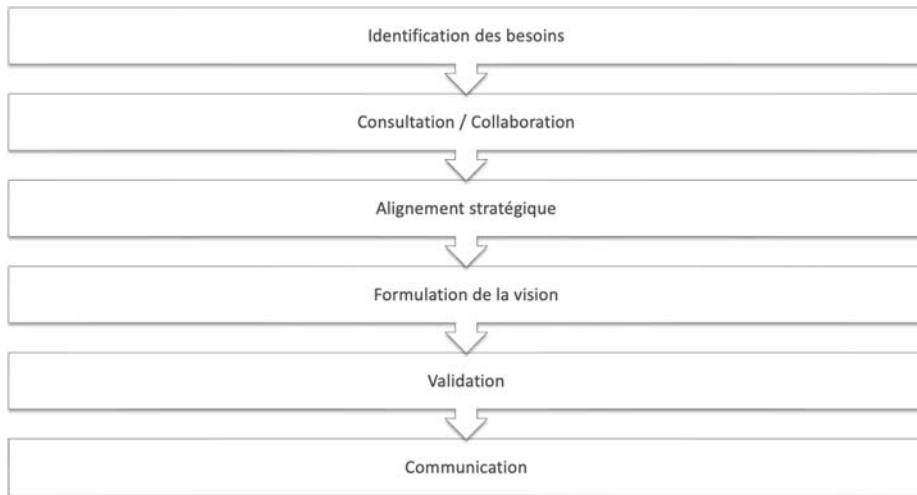 Identification des besoins
Consultation / Collaboration
Alignement stratégique
Formulation de la vision
Validation
Communication